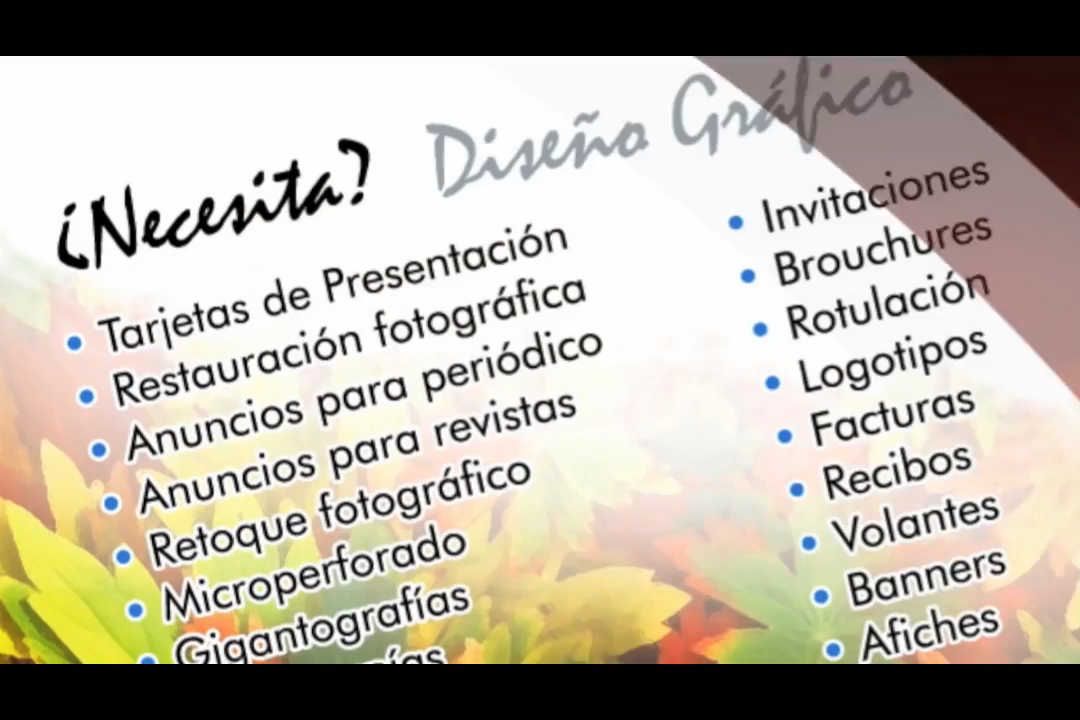 ¿Necesita? Diseño Gráfico
Tarjetas de Presentación
Restauración fotográfica
Anuncios para periódico
Anuncios para revistas
Retoque fotográfico
Microperforado
Gigantografías
Invitaciones
Brouchures
Rotulación
Logotipos
Facturas
Recibos
Volantes
Banners
Afiches